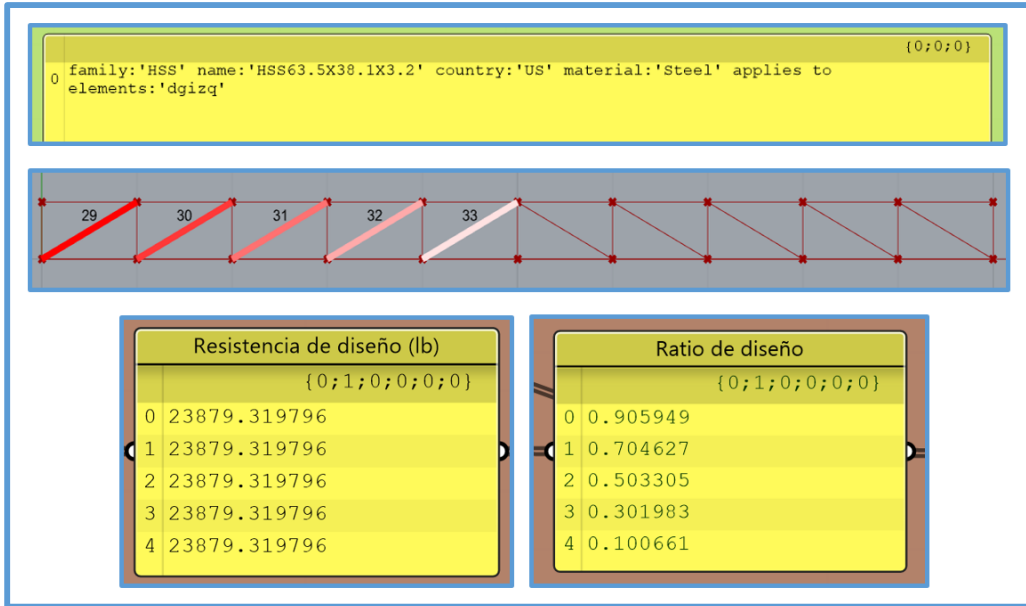 {0;0;0}
0 family:'HSS' name:'HSS63.5X38.1X3.2' country:'US' material:'Steel' applies to
elements:'dgizq'
29 30 31 32 33
Resistencia de diseño (lb)
{0;1;0;0;0;0}
0 23879.319796
1 23879.319796
2 23879.319796
3 23879.319796
4 23879.319796
Ratio de diseño
{0;1;0;0;0;0}
0 0.905949
1 0.704627
2 0.503305
3 0.301983
4 0.100661